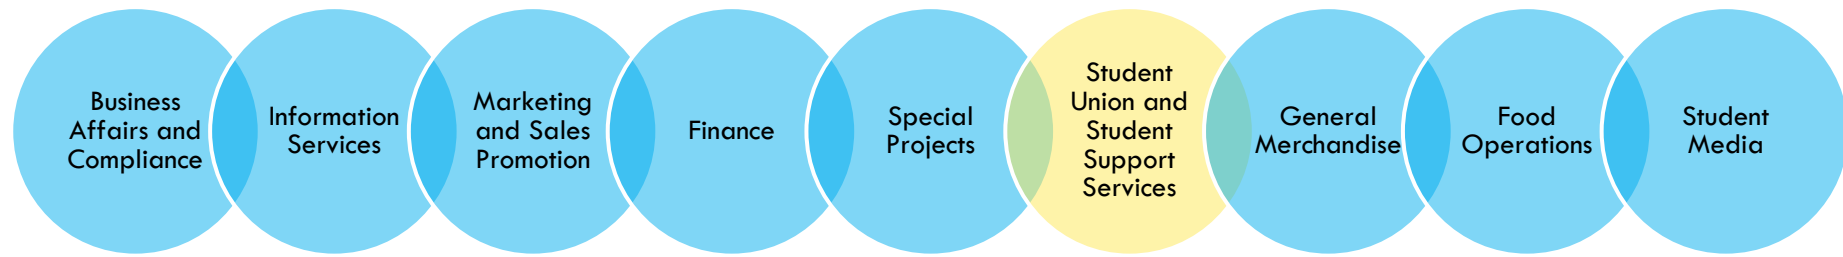 Business
Affairs and
Compliance
Information
Services
Marketing
and Sales
Promotion
Finance
Special
Projects
Student
Union and
Student
Support
Services
General
Merchandise
Food
Operations
Student
Media